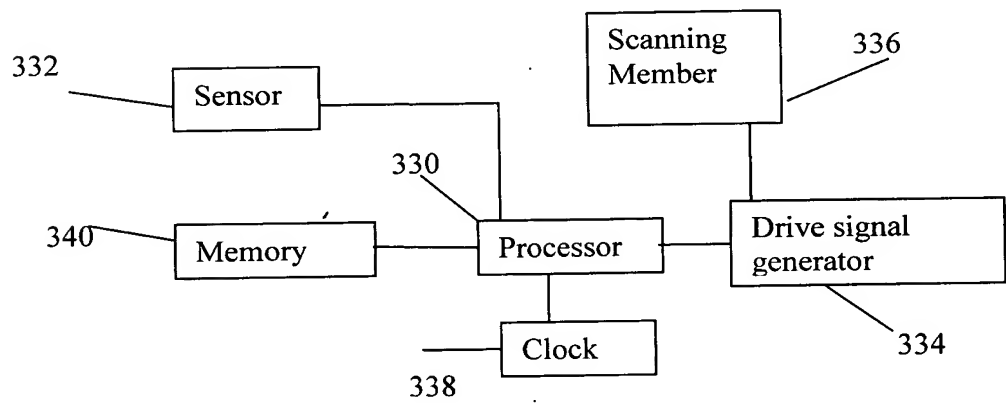 Scanning
Member
336
332
Sensor
330
340
Memory
Processor
Drive signal
generator
334
Clock
338